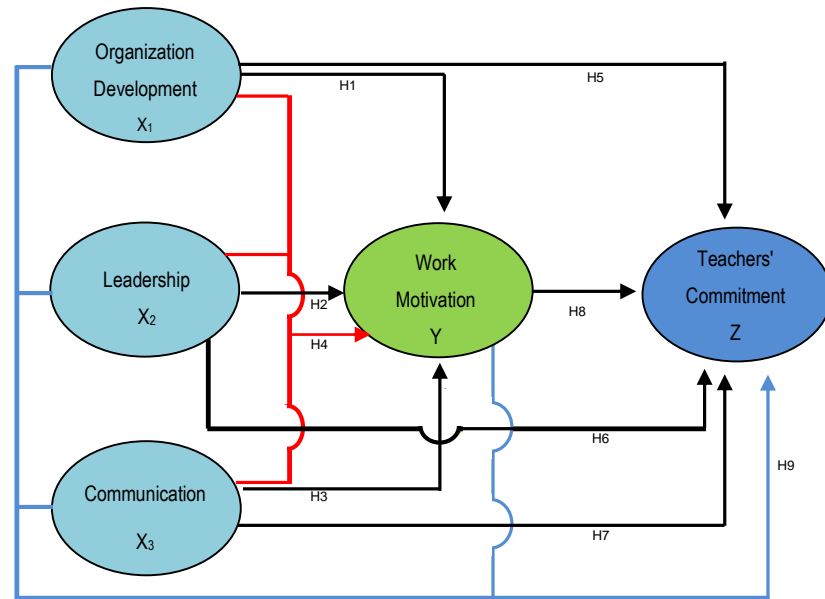 Organization
Development
X1
H1
H5
Leadership
X2
H2
H4
Work
Motivation
Y
H8
Teachers'
Commitment
Z
H6
H9
Communication
X3
H3
H7